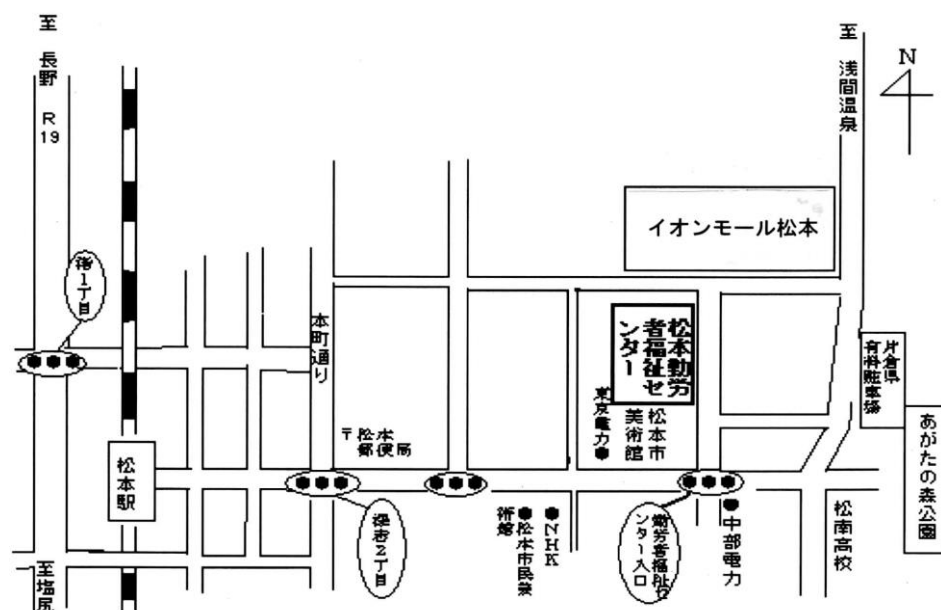 至 長野
R 19
至 浅間温泉
N
イオンモール松本
渚1丁目
本町通り
松本勤労
者福祉セ
ンター
片倉県
有料駐車場
東京電力
松本市
美術館
〒松本
郵便局
あがたの森公園
松本駅
深志2丁目
松本市民芸
術館
NHK
勤労者福祉セ
ンター入口
中部電力
松南高校
至塩尻